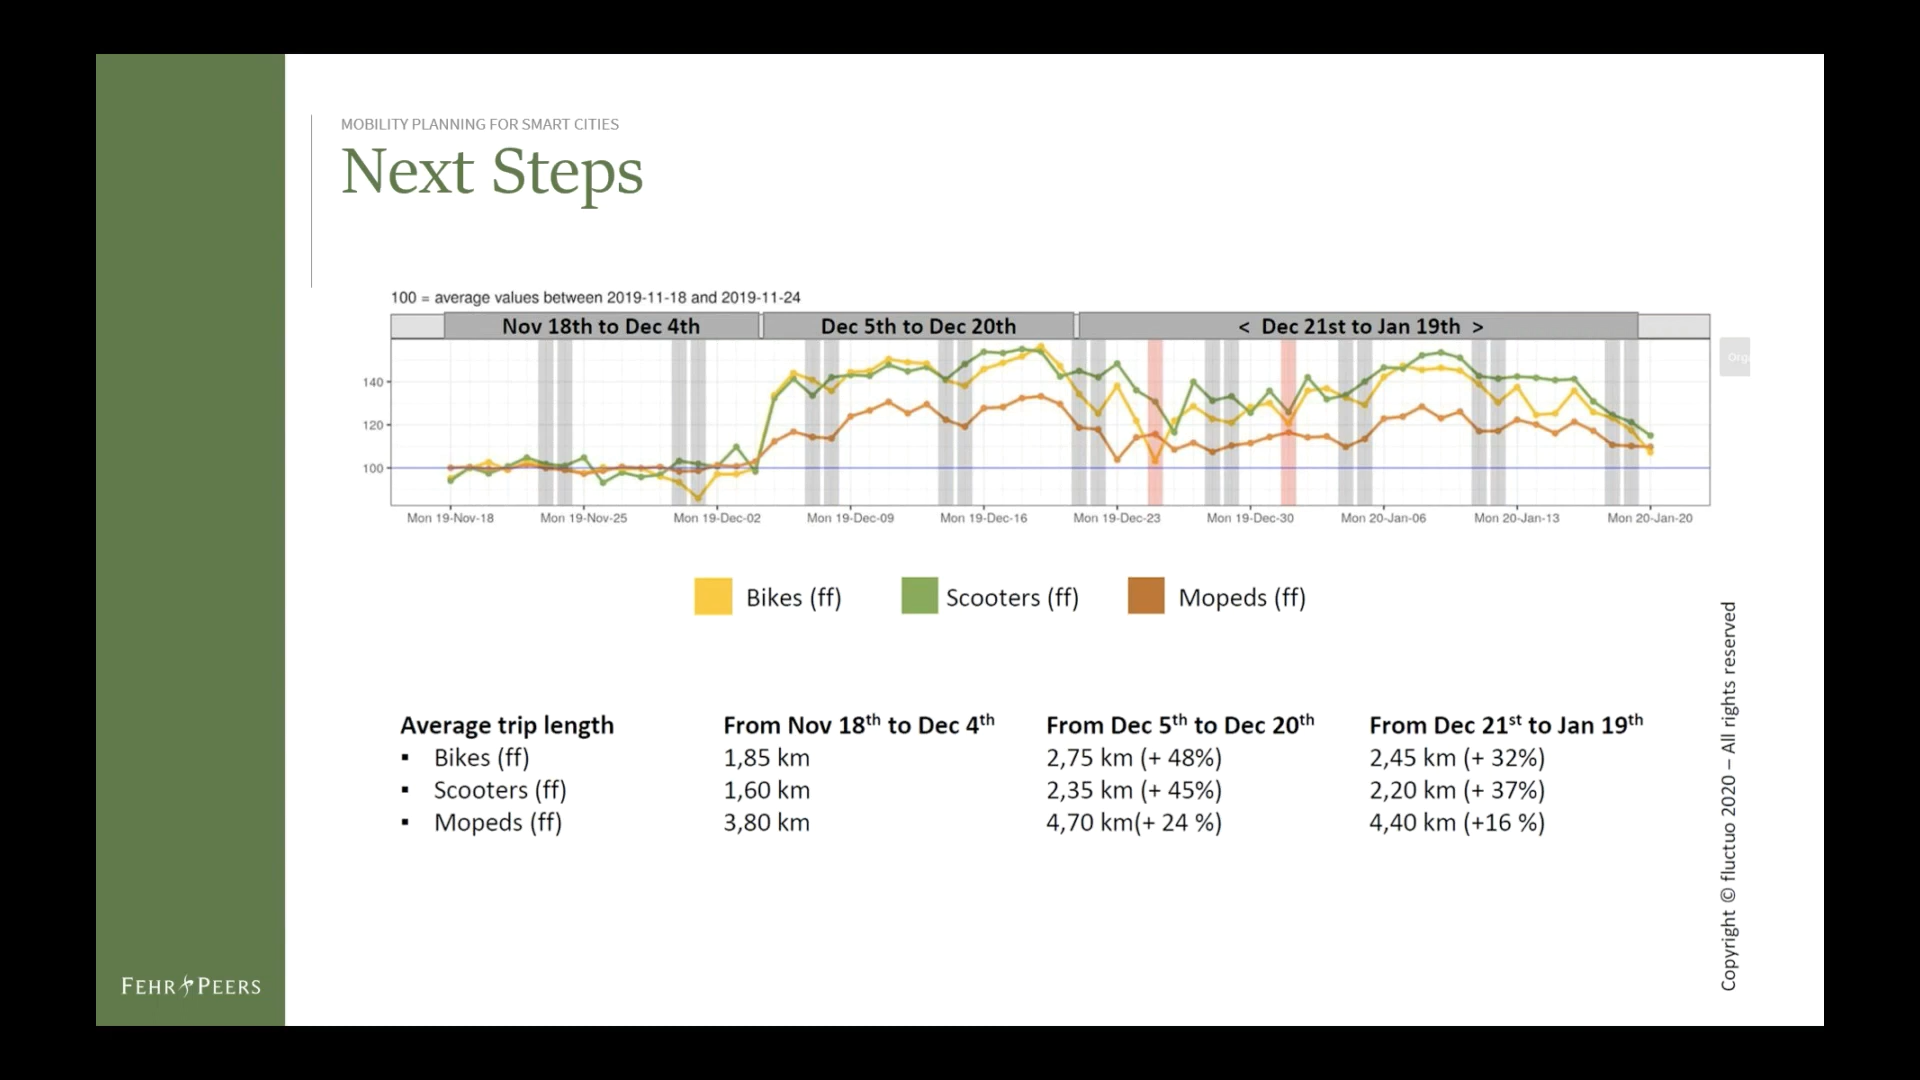 MOBILITY PLANNING FOR SMART CITIES
Next Steps
100 = average values between 2019-11-18 and 2019-11-24
Nov 18th to Dec 4th
Dec 5th to Dec 20th
< Dec 21st to Jan 19th >
Org
140
120
100
Mon 19-Nov-18
Mon 19-Nov-25
Mon 19-Dec-02
Mon 19-Dec-09
Mon 19-Dec-16
Mon 19-Dec-23
Mon 19-Dec-30
Mon 20-Jan-06
Mon 20-Jan-13
Mon 20-Jan-20
Bikes (ff)
Scooters (ff)
Mopeds (ff)
Average trip length
From Nov 18th to Dec 4th
From Dec 5th to Dec 20th
From Dec 21st to Jan 19th
▪ Bikes (ff)
1,85 km
2,75 km (+ 48%)
2,45 km (+ 32%)
▪ Scooters (ff)
1,60 km
2,35 km (+ 45%)
2,20 km (+ 37%)
▪ Mopeds (ff)
3,80 km
4,70 km(+ 24 %)
4,40 km (+16 %)
Copyright © fluctuo 2020 – All rights reserved
FEHR PEERS